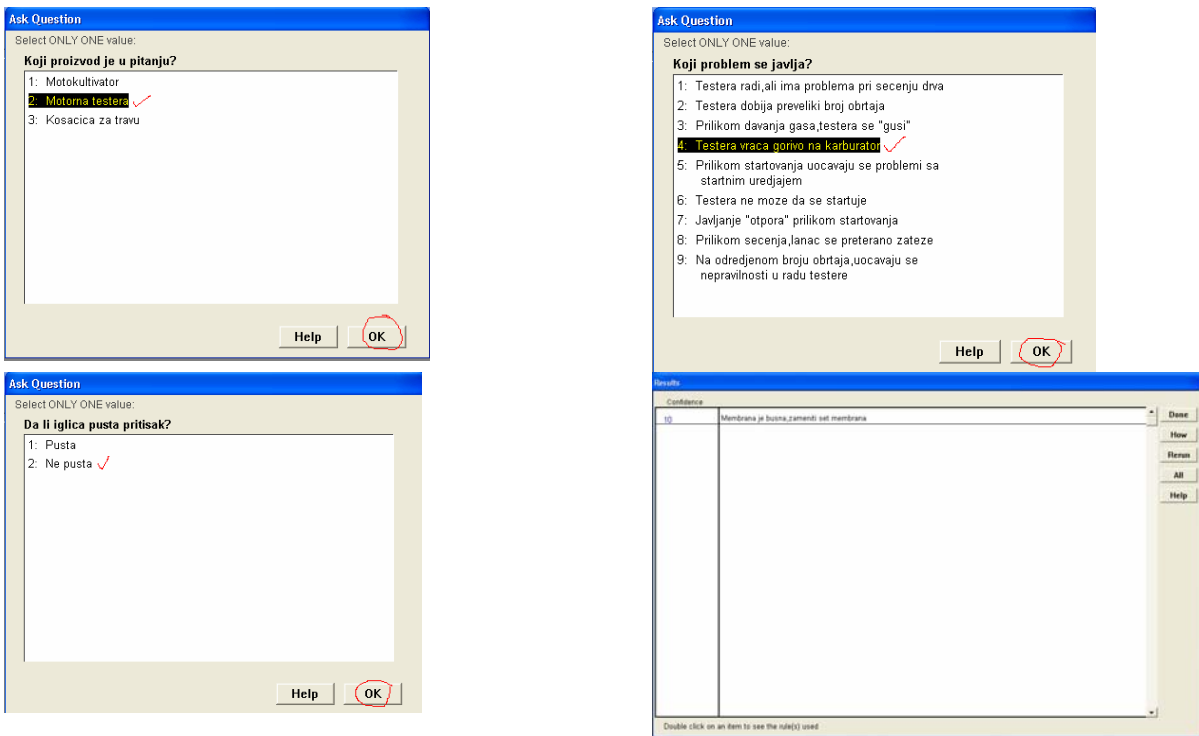 Ask Question
Select ONLY ONE value:
Koji proizvod je u pitanju?
1: Motokultivator
2: Motorna testera
3: Kosacica za travu
Help OK
Ask Question
Select ONLY ONE value:
Koji problem se javlja?
1: Testera radi,ali ima problema pri secenju drva
2: Testera dobija preveliki broj obrtaja
3: Prilikom davanja gasa,testera se "gusi"
4: Testera vraca gorivo na karburator
5: Prilikom startovanja uocavaju se problemi sa
startnim uredjajem
6: Testera ne moze da se startuje
7: Javljanje "otpora" prilikom startovanja
8: Prilikom secenja,lanac se preterano zateze
9: Na odredjenom broju obrtaja,uocavaju se
nepravilnosti u radu testere
Help OK
Ask Question
Select ONLY ONE value:
Da li iglica pusta pritisak?
1: Pusta
2: Ne pusta
Help OK
Results
Confidence
10 Membrana je busna,zameniti set membrana
Done
How
Rerun
All
Help
Double click on an item to see the rule(s) used